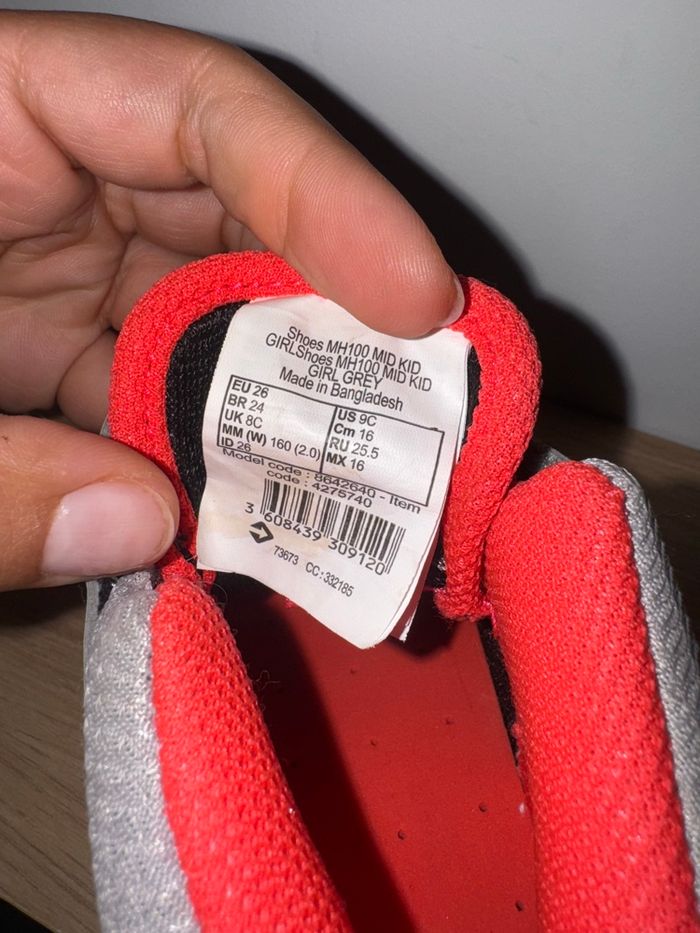 Shoes MH100 MID KID
GIRLShoes MH100 MID KID
GIRL GREY
Made in Bangladesh
EU 26
US 9C
BR 24
Cm 16
UK 8C
RU 25.5
MM (W) 160 (2.0)
MX 16
ID 26
Model code : 8642640 - Item
code : 4275740
3 608439 309120
73673 CC:332185